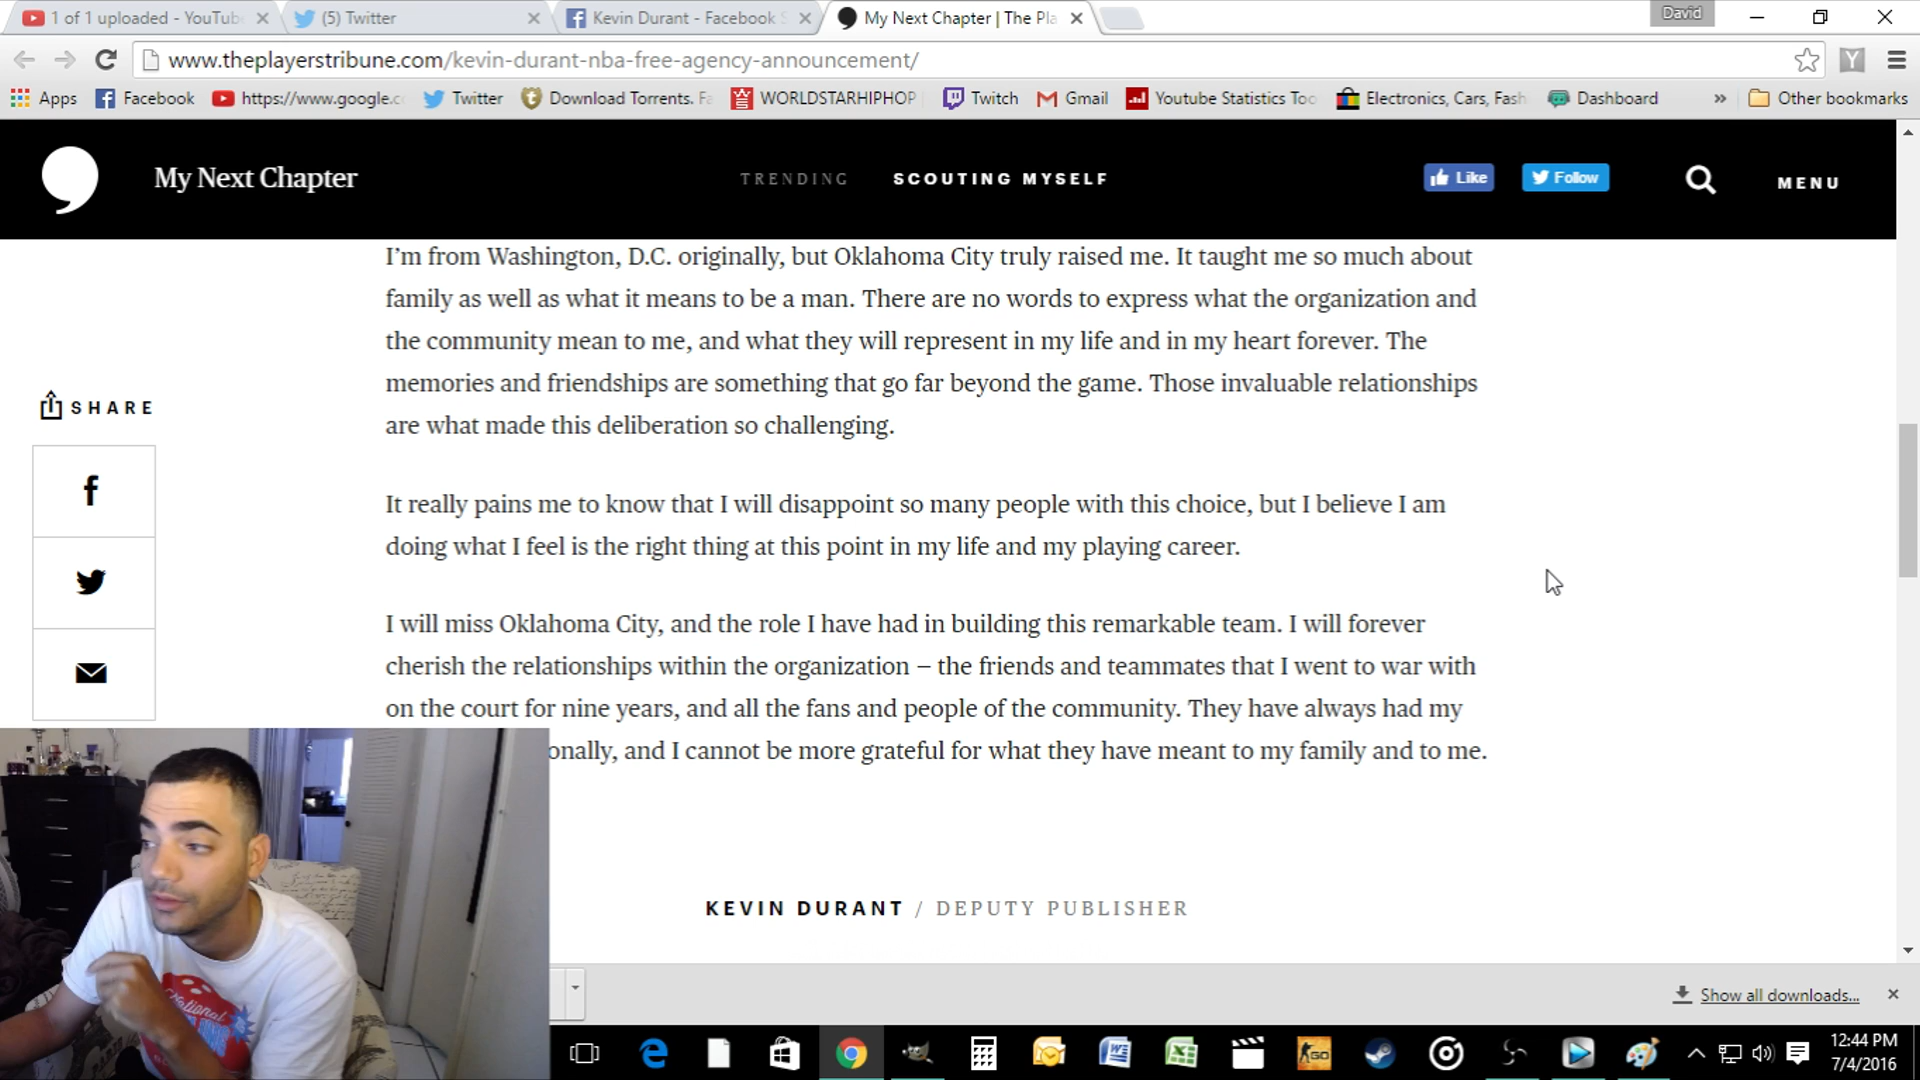 1 of 1 uploaded - YouTub
(5) Twitter
Kevin Durant - Facebook S
My Next Chapter | The Pla
David
www.theplayerstribune.com/kevin-durant-nba-free-agency-announcement/
Apps
Facebook
https://www.google.c
Twitter
Download Torrents. Fa
WORLDSTARHIPHOP
Twitch
Gmail
Youtube Statistics Too
Electronics, Cars, Fash
Dashboard
»
Other bookmarks
My Next Chapter
TRENDING
SCOUTING MYSELF
Like
Follow
MENU
I'm from Washington, D.C. originally, but Oklahoma City truly raised me. It taught me so much about
family as well as what it means to be a man. There are no words to express what the organization and
the community mean to me, and what they will represent in my life and in my heart forever. The
memories and friendships are something that go far beyond the game. Those invaluable relationships
are what made this deliberation so challenging.
SHARE
It really pains me to know that I will disappoint so many people with this choice, but I believe I am
doing what I feel is the right thing at this point in my life and my playing career.
I will miss Oklahoma City, and the role I have had in building this remarkable team. I will forever
cherish the relationships within the organization – the friends and teammates that I went to war with
on the court for nine years, and all the fans and people of the community. They have always had my
onally, and I cannot be more grateful for what they have meant to my family and to me.
KEVIN DURANT / DEPUTY PUBLISHER
National
Show all downloads...
GO
12:44 PM
7/4/2016